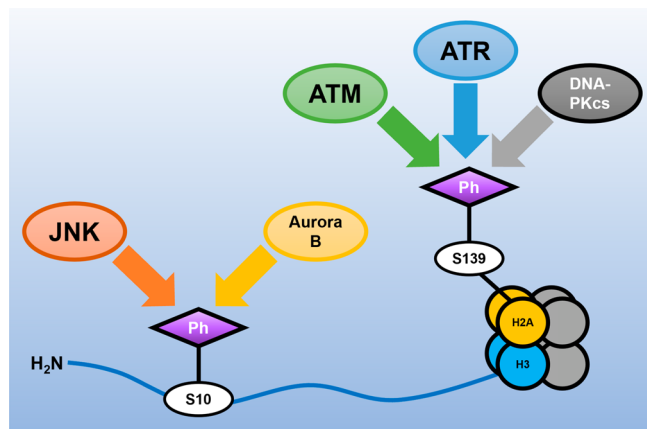 ATR
ATM
DNA-
PKcs
Ph
JNK
Aurora
B
S139
Ph
H2A
H₂N
H3
S10